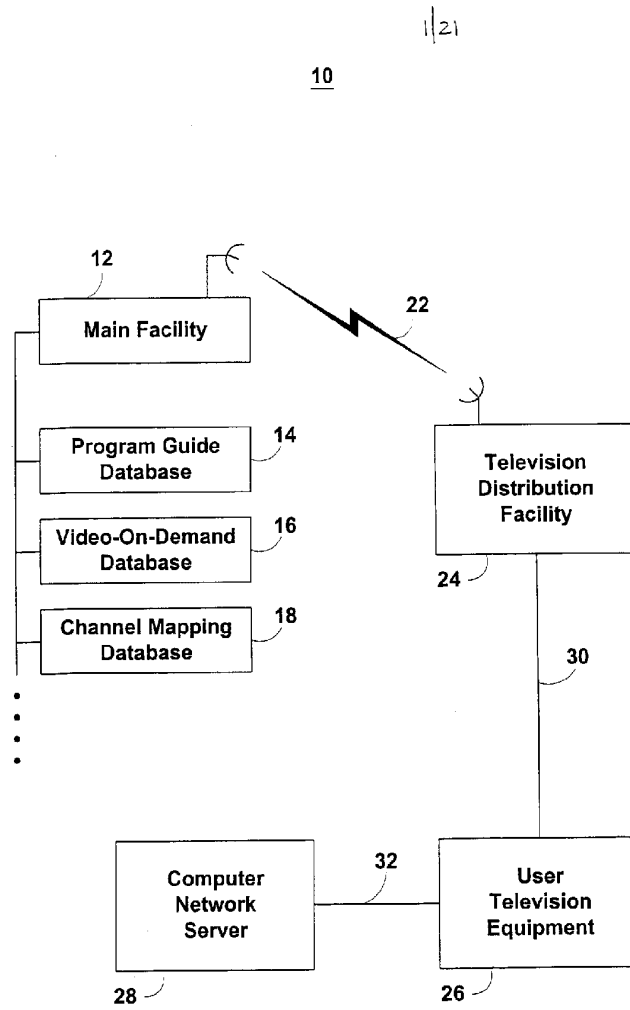 1/21
10
12
Main Facility
22
Program Guide
Database
14
Television
Distribution
Facility
Video-On-Demand
Database
16
24
Channel Mapping
Database
18
30
Computer
Network
Server
32
User
Television
Equipment
28
26